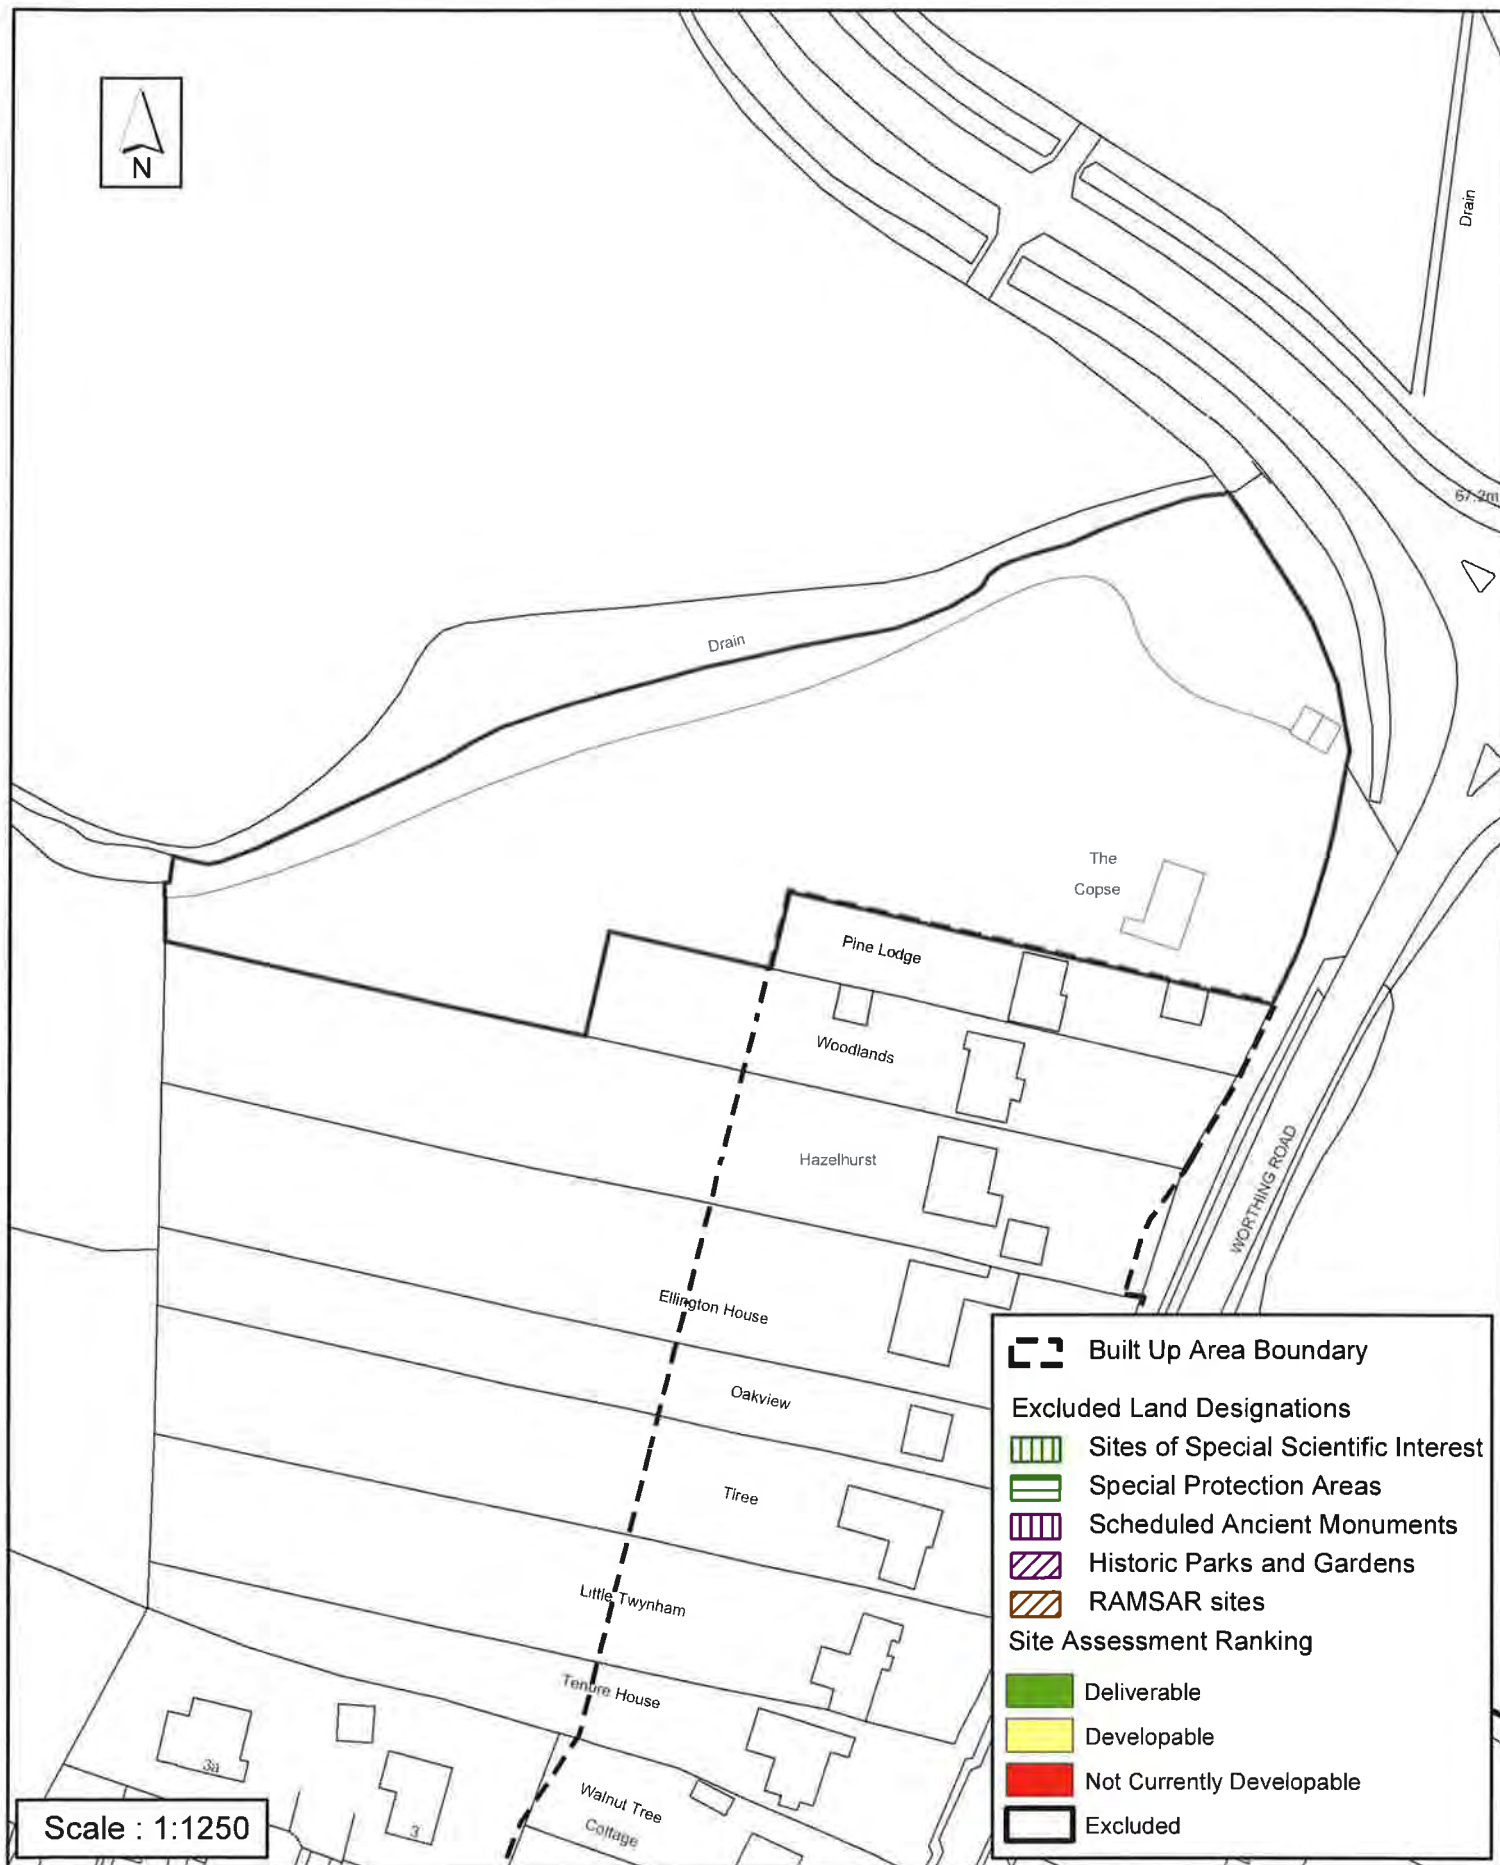 N
Drain
67.2m
Drain
The
Copse
Pine Lodge
Woodlands
Hazelhurst
WORTHING ROAD
Ellington House
Oakview
Tiree
Little Twynham
Tenure House
3a
3
Walnut Tree
Cottage
Scale : 1:1250
Built Up Area Boundary
Excluded Land Designations
Sites of Special Scientific Interest
Special Protection Areas
Scheduled Ancient Monuments
Historic Parks and Gardens
RAMSAR sites
Site Assessment Ranking
Deliverable
Developable
Not Currently Developable
Excluded